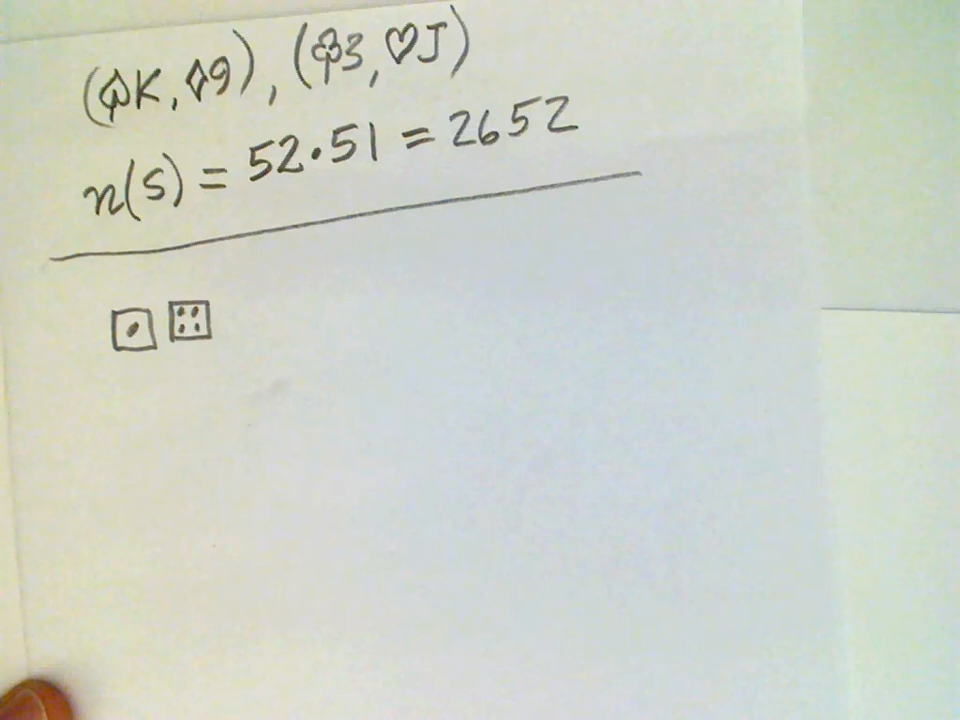 (♤K, ♢9), (♧3, ♡J)
n(S) = 52·51 = 2652